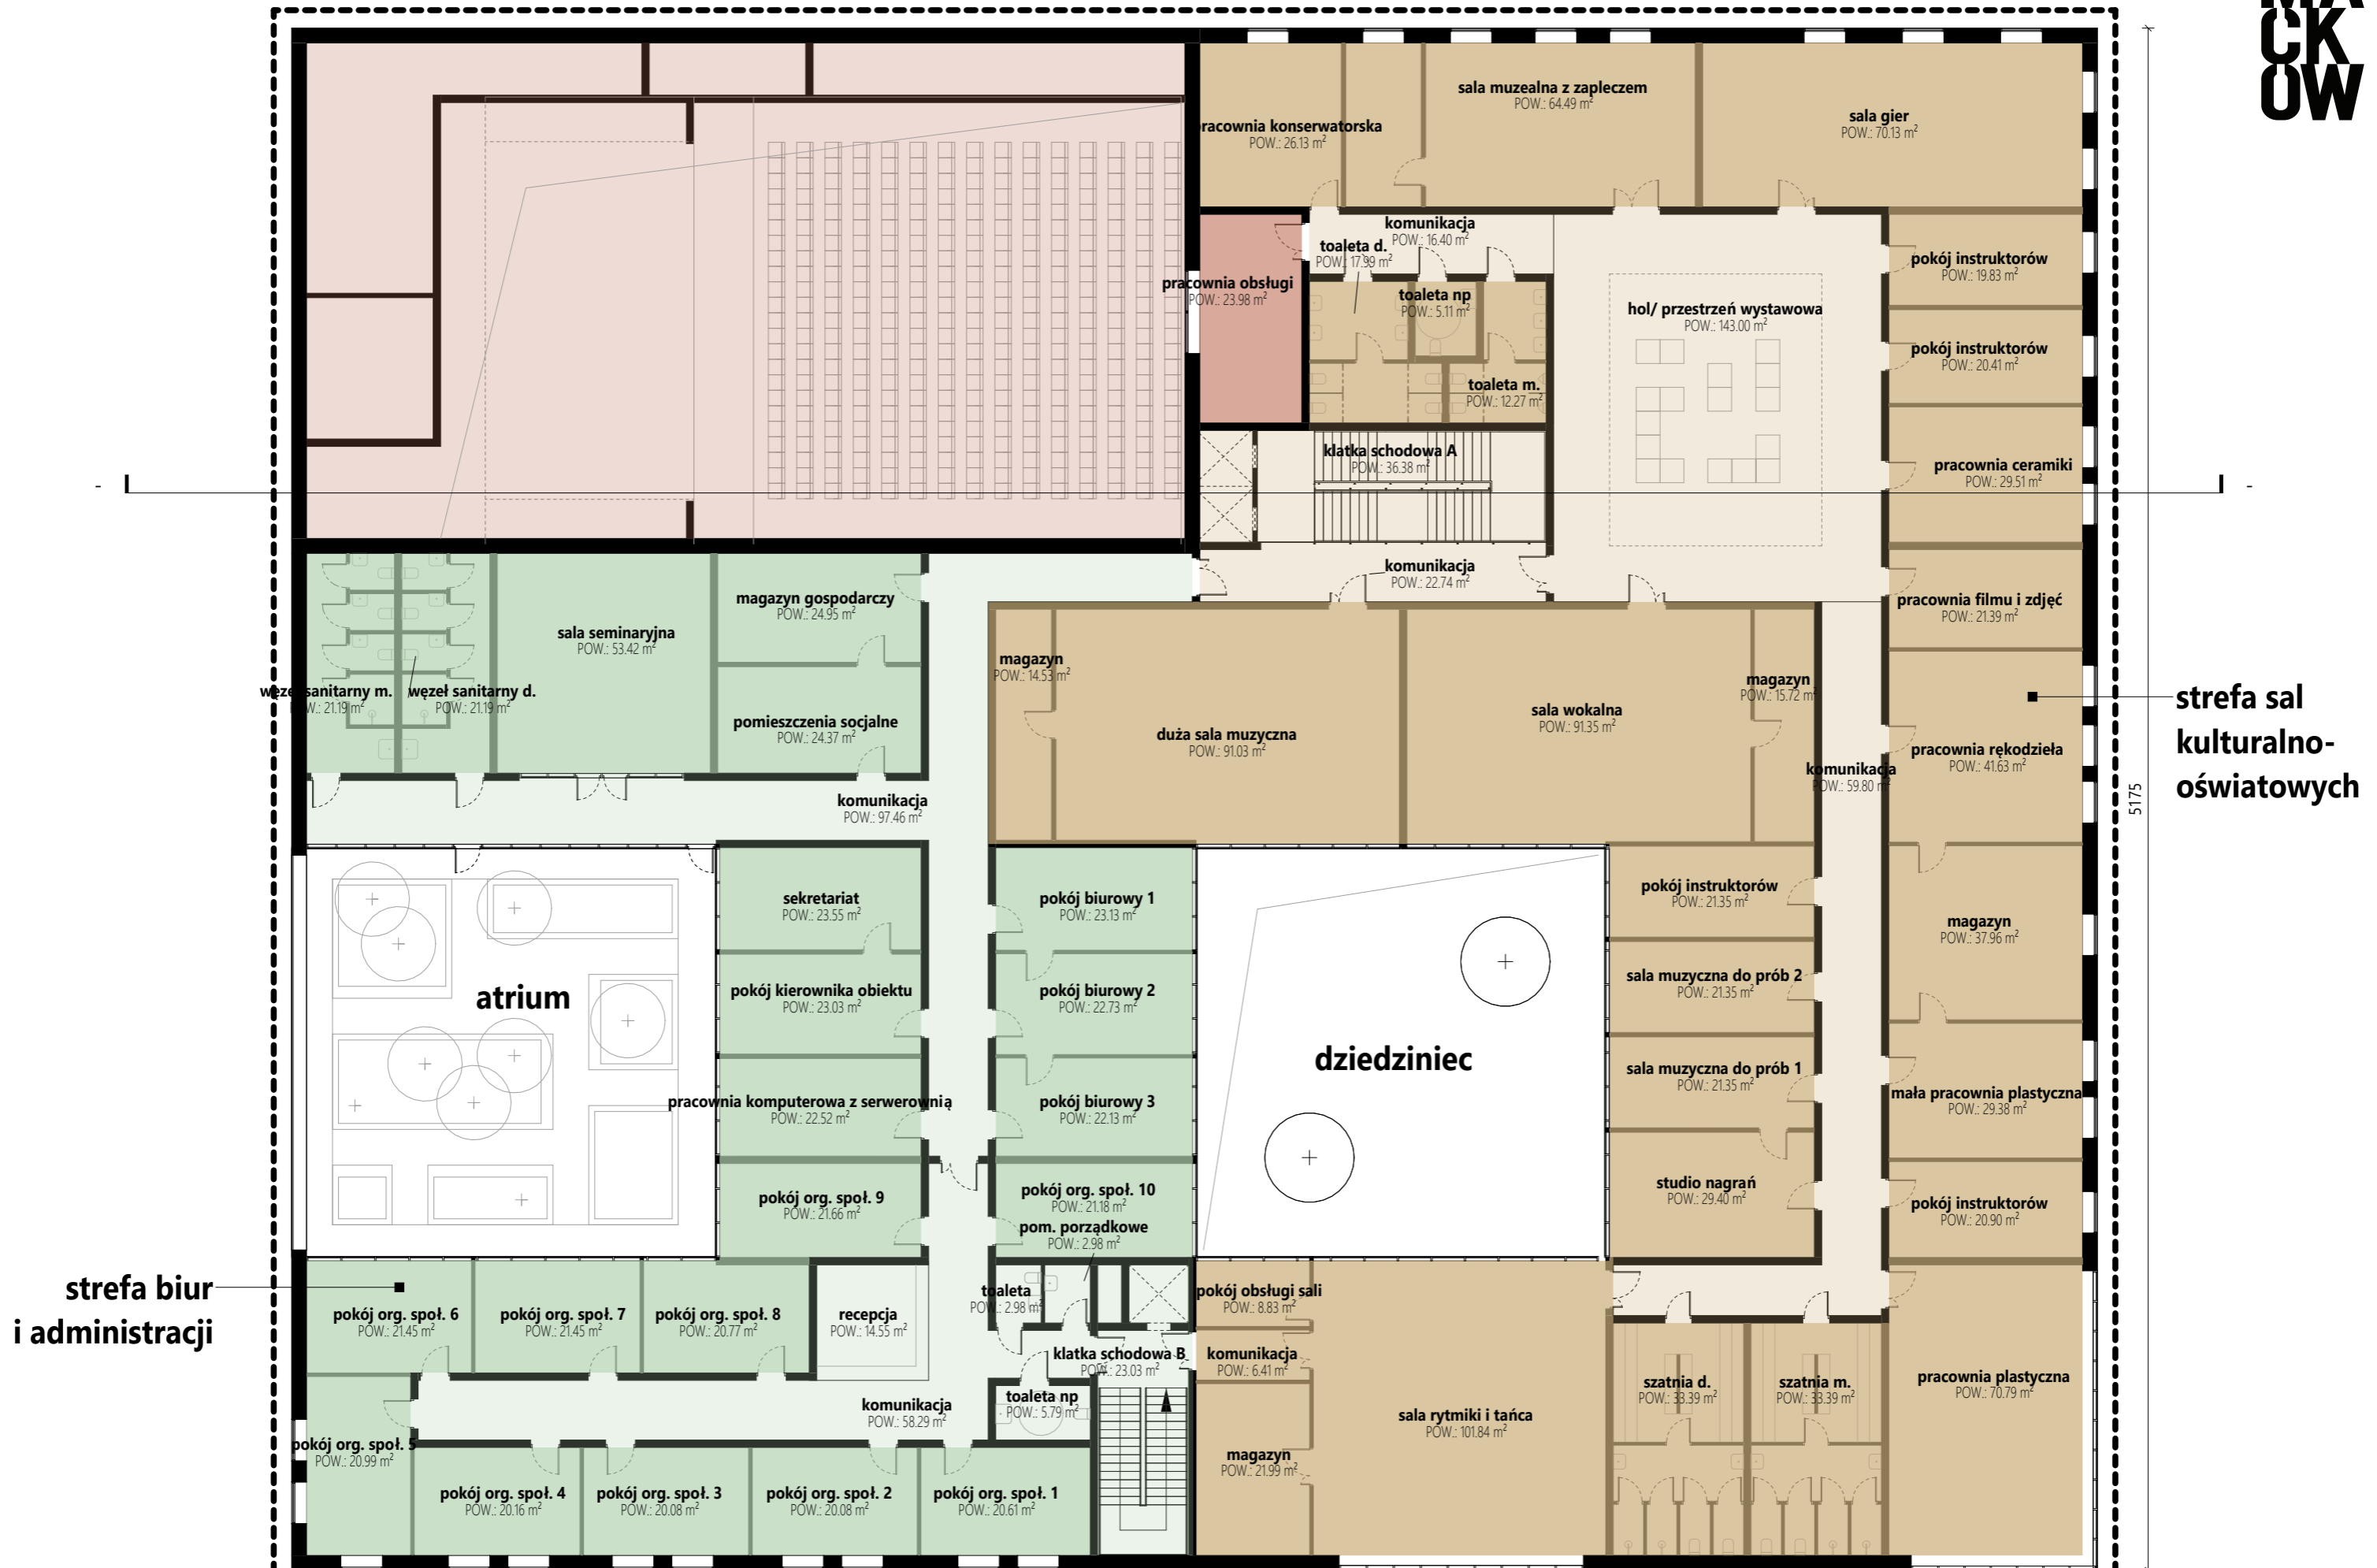 CK
OW
sala muzealna z zapleczem
POW.: 64.49 m²
sala gier
POW.: 70.13 m²
pracownia konserwatorska
POW.: 26.13 m²
komunikacja
POW.: 16.40 m²
toaleta d.
POW.: 17.99 m²
pokój instruktorów
POW.: 19.83 m²
pracownia obsługi
POW.: 23.98 m²
toaleta np
POW.: 5.11 m²
hol/ przestrzeń wystawowa
POW.: 143.00 m²
pokój instruktorów
POW.: 20.41 m²
toaleta m.
POW.: 12.27 m²
klatka schodowa A
POW.: 36.38 m²
pracownia ceramiki
POW.: 29.51 m²
- -
komunikacja
POW.: 22.74 m²
magazyn gospodarczy
POW.: 24.95 m²
pracownia filmu i zdjęć
POW.: 21.39 m²
sala seminaryjna
POW.: 53.42 m²
magazyn
POW.: 14.53 m²
magazyn
POW.: 15.72 m²
węzeł sanitarny m.
POW.: 21.19 m²
węzeł sanitarny d.
POW.: 21.19 m²
strefa sal
kulturalno-
oświatowych
sala wokalna
POW.: 91.35 m²
pomieszczenia socjalne
POW.: 24.37 m²
duża sala muzyczna
POW.: 91.03 m²
pracownia rękodzieła
POW.: 41.63 m²
komunikacja
POW.: 59.80 m²
5175
komunikacja
POW.: 97.46 m²
sekretariat
POW.: 23.55 m²
pokój biurowy 1
POW.: 23.13 m²
pokój instruktorów
POW.: 21.35 m²
magazyn
POW.: 37.96 m²
atrium
pokój kierownika obiektu
POW.: 23.03 m²
pokój biurowy 2
POW.: 22.73 m²
sala muzyczna do prób 2
POW.: 21.35 m²
dziedziniec
sala muzyczna do prób 1
POW.: 21.35 m²
pracownia komputerowa z serwerownią
POW.: 22.52 m²
pokój biurowy 3
POW.: 22.13 m²
mała pracownia plastyczna
POW.: 29.38 m²
pokój org. społ. 9
POW.: 21.66 m²
pokój org. społ. 10
POW.: 21.18 m²
studio nagrań
POW.: 29.40 m²
pokój instruktorów
POW.: 20.90 m²
pom. porządkowe
POW.: 2.98 m²
strefa biur
i administracji
pokój org. społ. 6
POW.: 21.45 m²
pokój org. społ. 7
POW.: 21.45 m²
pokój org. społ. 8
POW.: 20.77 m²
recepcja
POW.: 14.55 m²
toaleta
POW.: 2.98 m²
pokój obsługi sali
POW.: 8.83 m²
klatka schodowa B
POW.: 23.03 m²
komunikacja
POW.: 6.41 m²
szatnia d.
POW.: 33.39 m²
szatnia m.
POW.: 33.39 m²
pracownia plastyczna
POW.: 70.79 m²
komunikacja
POW.: 58.29 m²
toaleta np
POW.: 5.79 m²
sala rytmiki i tańca
POW.: 101.84 m²
pokój org. społ. 5
POW.: 20.99 m²
magazyn
POW.: 21.99 m²
pokój org. społ. 4
POW.: 20.16 m²
pokój org. społ. 3
POW.: 20.08 m²
pokój org. społ. 2
POW.: 20.08 m²
pokój org. społ. 1
POW.: 20.61 m²